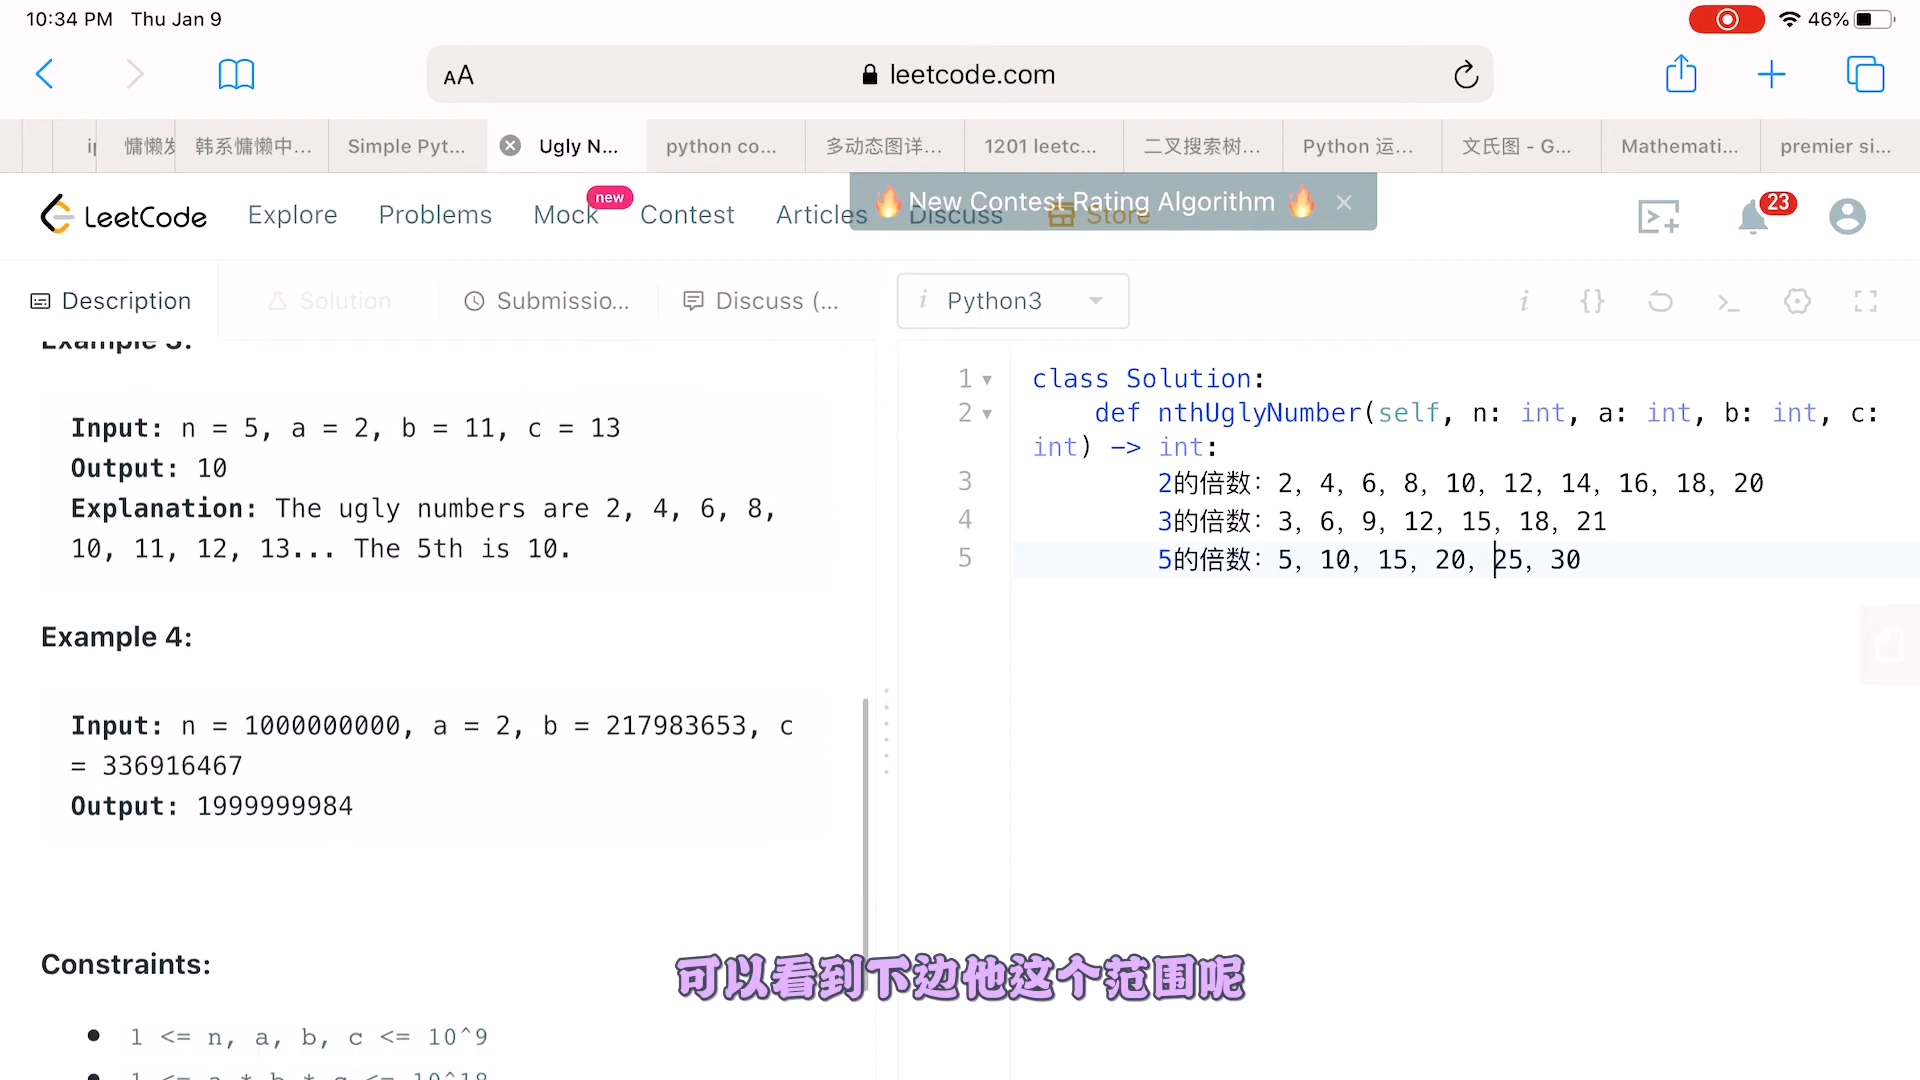 10:34 PM Thu Jan 9
46%
AA
leetcode.com
韩系慵懒中...
Simple Pyt...
Ugly N...
python co...
多动态图详...
1201 leetc...
二叉搜索树...
Python 运...
文氏图 - G...
Mathemati...
premier si...
LeetCode
Explore
Problems
Mock
new
Contest
Articles
Discuss
Store
New Contest Rating Algorithm
23
Description
Solution
Submissio...
Discuss (...
Python3
Example 3:
Input: n = 5, a = 2, b = 11, c = 13
Output: 10
Explanation: The ugly numbers are 2, 4, 6, 8,
10, 11, 12, 13... The 5th is 10.
Example 4:
Input: n = 1000000000, a = 2, b = 217983653, c
= 336916467
Output: 1999999984
Constraints:
1 <= n, a, b, c <= 10^9
1 <= a * b * c <= 10^18
1 class Solution:
2 def nthUglyNumber(self, n: int, a: int, b: int, c:
int) -> int:
3 2的倍数：2，4，6，8，10，12，14，16，18，20
4 3的倍数：3，6，9，12，15，18，21
5 5的倍数：5，10，15，20，25，30
可以看到下边他这个范围呢